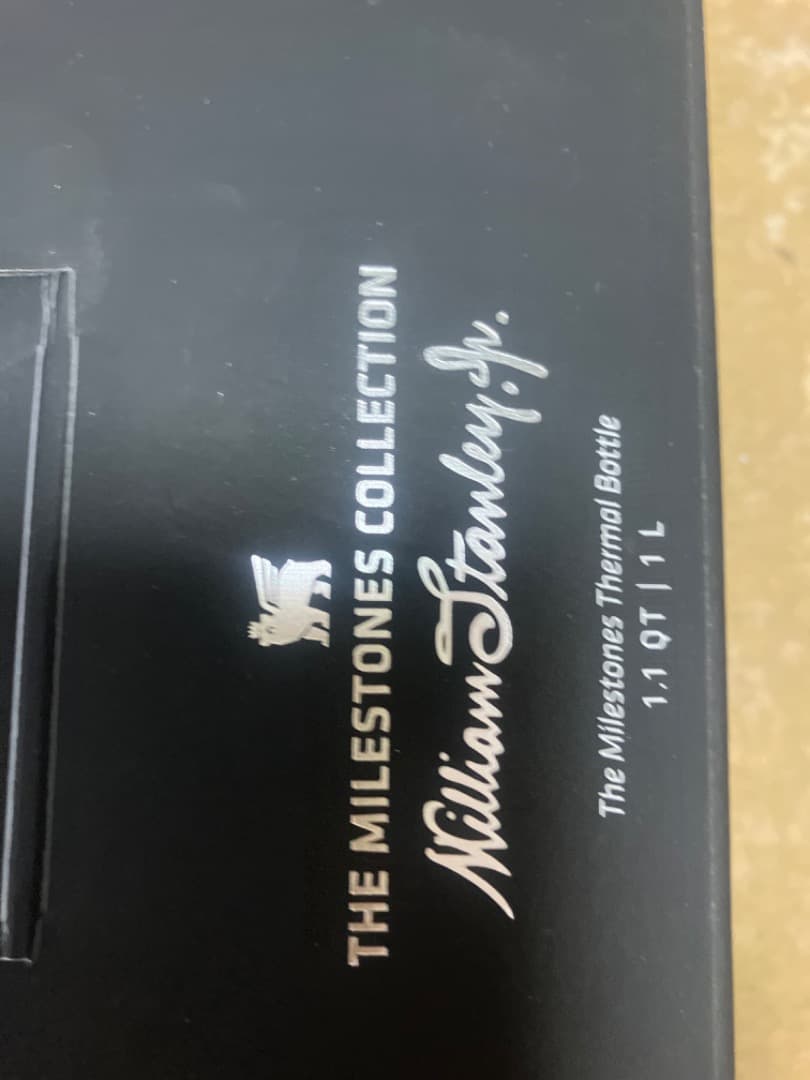 THE MILESTONES COLLECTION
William Stanley. Jr.
The Milestones Thermal Bottle
1.1 QT | 1 L